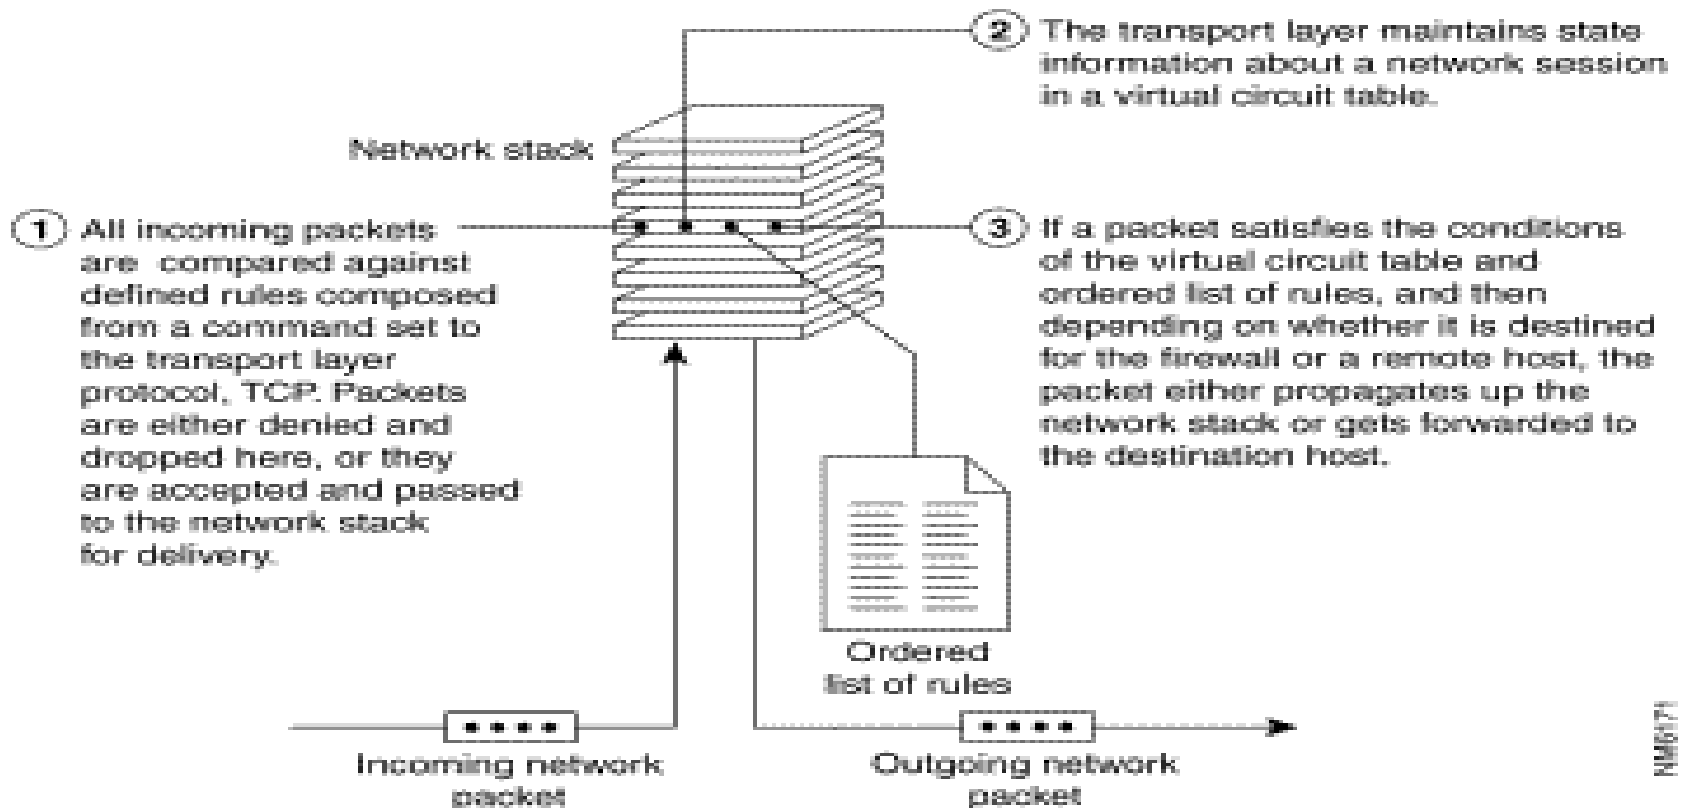 2 The transport layer maintains state
information about a network session
in a virtual circuit table.
Network stack
1 All incoming packets
are compared against
defined rules composed
from a command set to
the transport layer
protocol, TCP. Packets
are either denied and
dropped here, or they
are accepted and passed
to the network stack
for delivery.
3 If a packet satisfies the conditions
of the virtual circuit table and
ordered list of rules, and then
depending on whether it is destined
for the firewall or a remote host, the
packet either propagates up the
network stack or gets forwarded to
the destination host.
Ordered
list of rules
Incoming network
packet
Outgoing network
packet
NM6171